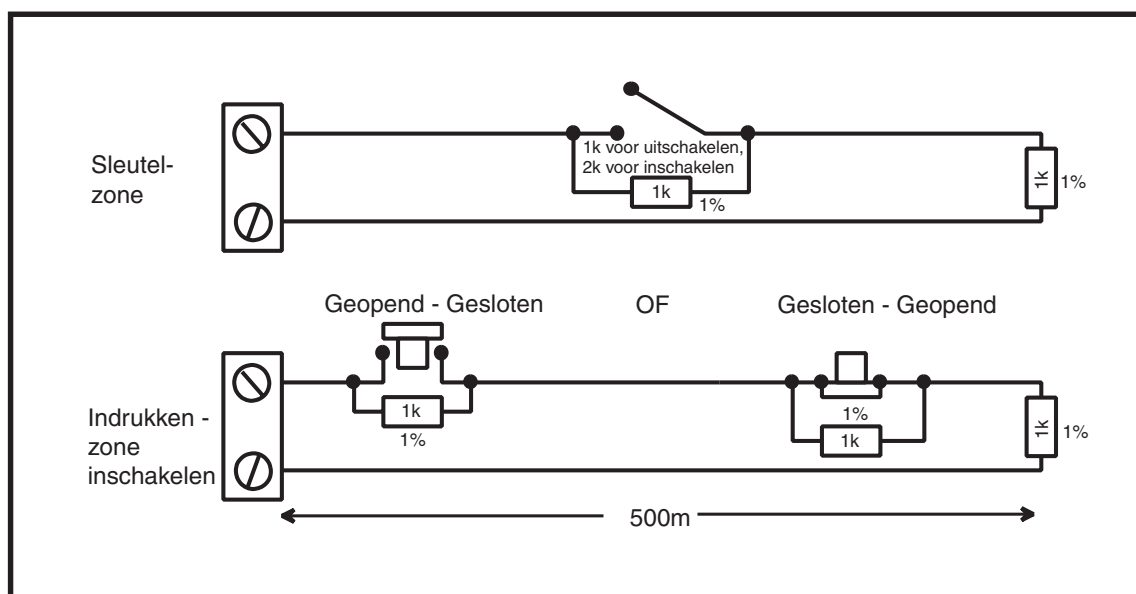 Sleutel-
zone
1k voor uitschakelen,
2k voor inschakelen
1k
1%
1k
1%
Geopend - Gesloten
OF
Gesloten - Geopend
Indrukken -
zone
inschakelen
1k
1%
1%
1k
1k
1%
500m